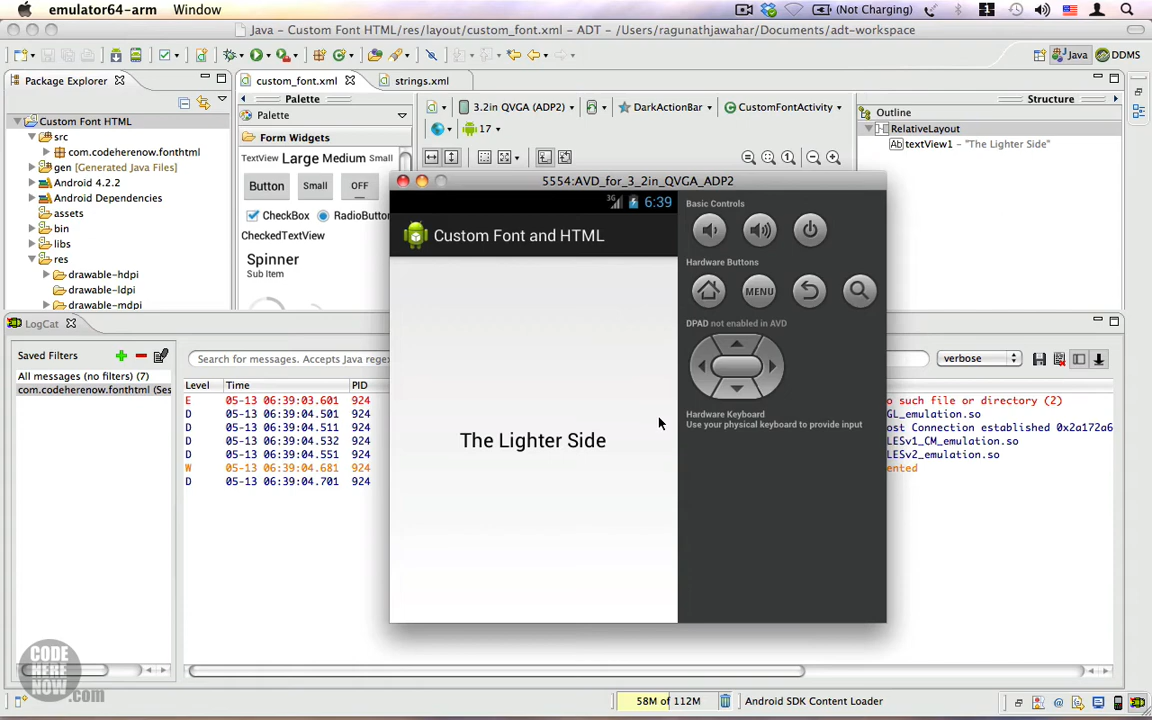 emulator64-arm Window
(Not Charging)
Java – Custom Font HTML/res/layout/custom_font.xml – ADT – /Users/ragunathjawahar/Documents/adt-workspace
Java DDMS
Package Explorer
custom_font.xml
strings.xml
Custom Font HTML
src
com.codeherenow.fonthtml
gen [Generated Java Files]
Android 4.2.2
Android Dependencies
assets
bin
libs
res
drawable-hdpi
drawable-ldpi
drawable-mdpi
Palette
Palette
Form Widgets
TextView Large Medium Small
Button Small OFF
CheckBox RadioButton
CheckedTextView
Spinner
Sub Item
3.2in QVGA (ADP2) DarkActionBar CustomFontActivity
17
Structure
Outline
RelativeLayout
textView1 – "The Lighter Side"
5554:AVD_for_3_2in_QVGA_ADP2
3G 6:39
Custom Font and HTML
The Lighter Side
Basic Controls
Hardware Buttons
MENU
DPAD not enabled in AVD
Hardware Keyboard
Use your physical keyboard to provide input
LogCat
Saved Filters
All messages (no filters) (7)
com.codeherenow.fonthtml (Ses
Search for messages. Accepts Java rege
verbose
Level Time PID
E 05-13 06:39:03.601 924
D 05-13 06:39:04.501 924
D 05-13 06:39:04.511 924
D 05-13 06:39:04.532 924
D 05-13 06:39:04.551 924
W 05-13 06:39:04.681 924
D 05-13 06:39:04.701 924
o such file or directory (2)
GL_emulation.so
ost Connection established 0x2a172a6
LESv1_CM_emulation.so
LESv2_emulation.so
ented
CODE
HERE
NOW.com
58M of 112M
Android SDK Content Loader